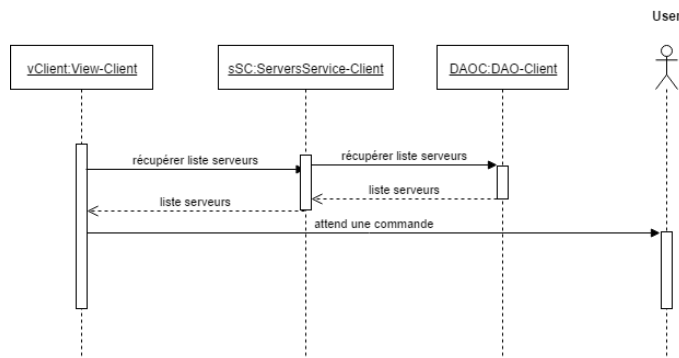 User
vClient:View-Client
sSC:ServersService-Client
DAOC:DAO-Client
récupérer liste serveurs
récupérer liste serveurs
liste serveurs
liste serveurs
attend une commande